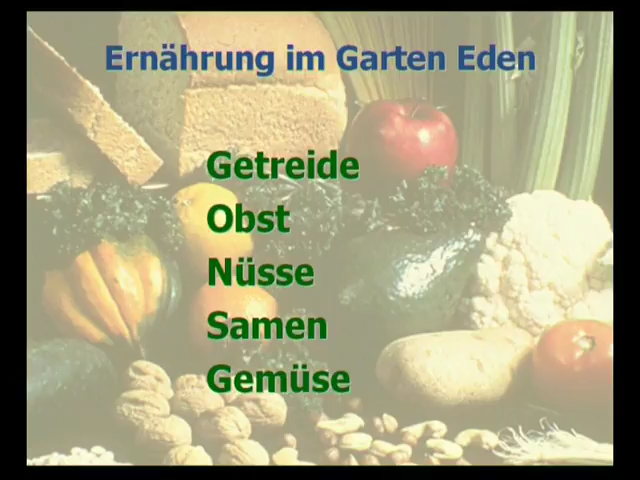 Ernährung im Garten Eden
Getreide
Obst
Nüsse
Samen
Gemüse